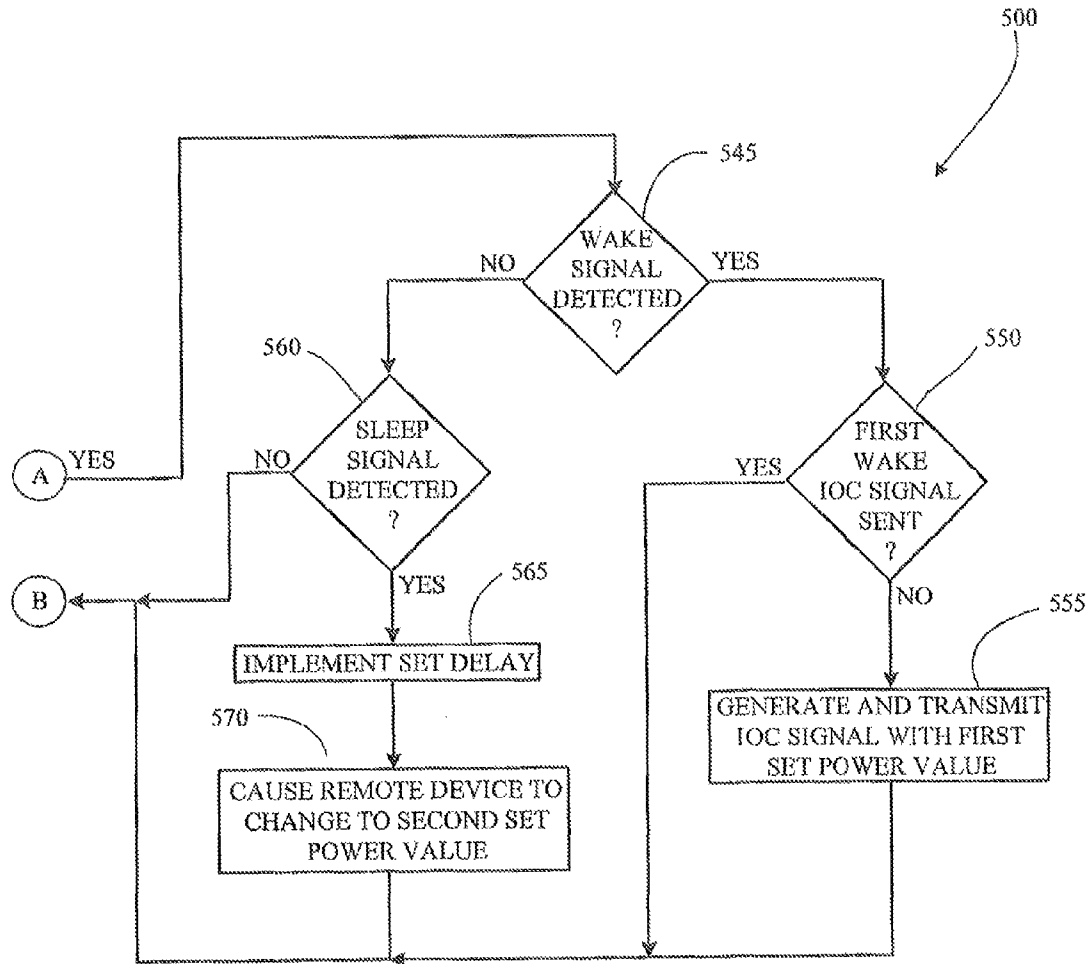 500
545
WAKE
SIGNAL
DETECTED
?
NO
YES
560
550
SLEEP
SIGNAL
DETECTED
?
FIRST
WAKE
IOC SIGNAL
SENT
?
A
YES
NO
YES
B
YES
565
NO
555
IMPLEMENT SET DELAY
GENERATE AND TRANSMIT
IOC SIGNAL WITH FIRST
SET POWER VALUE
570
CAUSE REMOTE DEVICE TO
CHANGE TO SECOND SET
POWER VALUE